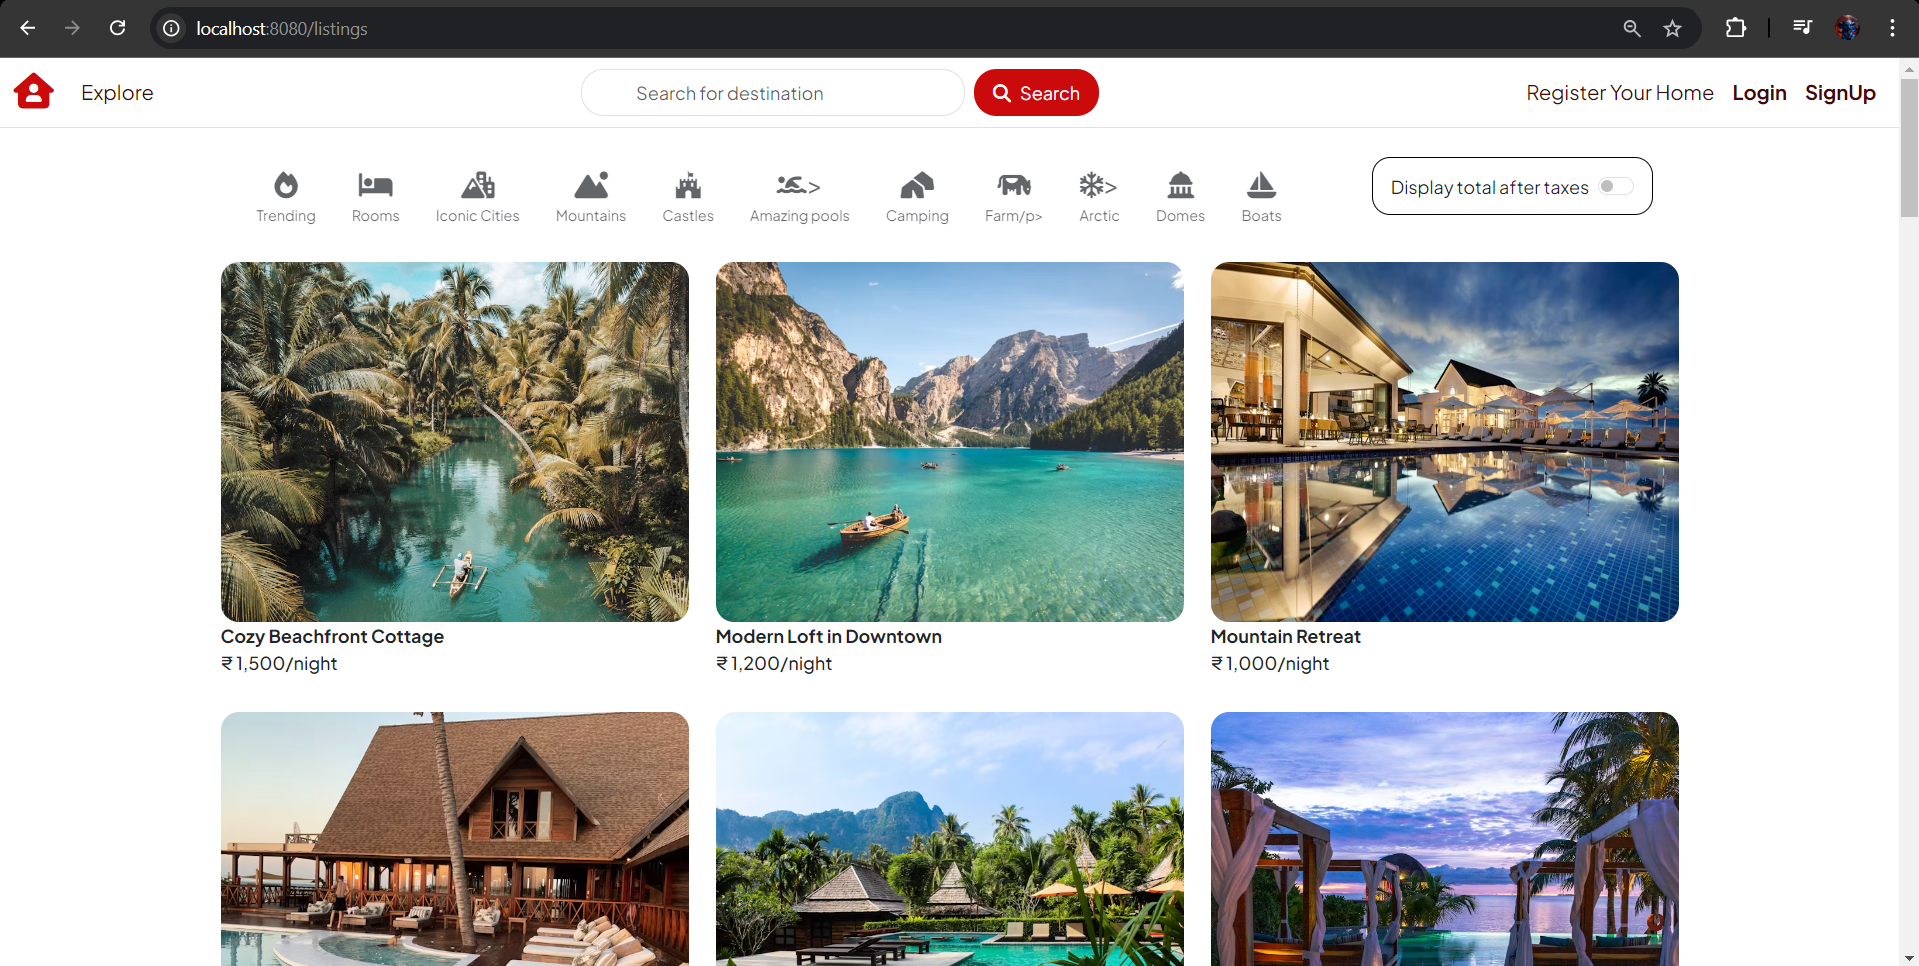 localhost:8080/listings
Explore
Search for destination
Search
Register Your Home
Login
SignUp
Trending
Rooms
Iconic Cities
Mountains
Castles
>
Amazing pools
Camping
Farm/p>
>
Arctic
Domes
Boats
Display total after taxes
Cozy Beachfront Cottage
₹1,500/night
Modern Loft in Downtown
₹1,200/night
Mountain Retreat
₹1,000/night